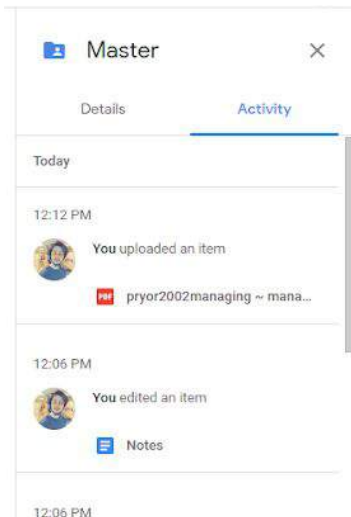 Master
Details Activity
Today
12:12 PM
You uploaded an item
PDF pryor2002managing ~ mana...
12:06 PM
You edited an item
Notes
12:06 PM